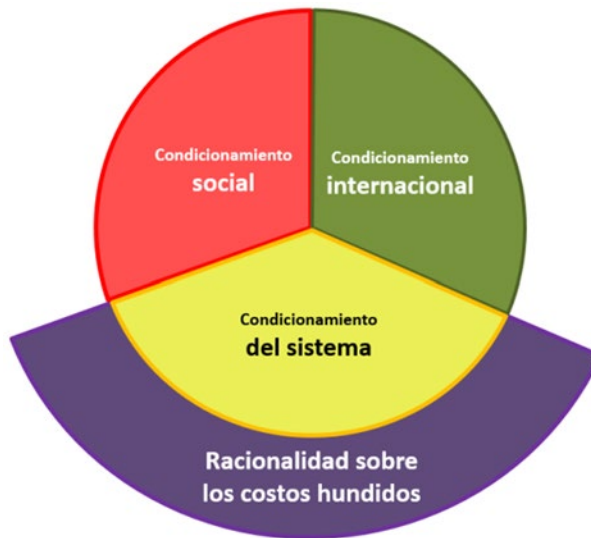 Condicionamiento
social
Condicionamiento
internacional
Condicionamiento
del sistema
Racionalidad sobre
los costos hundidos